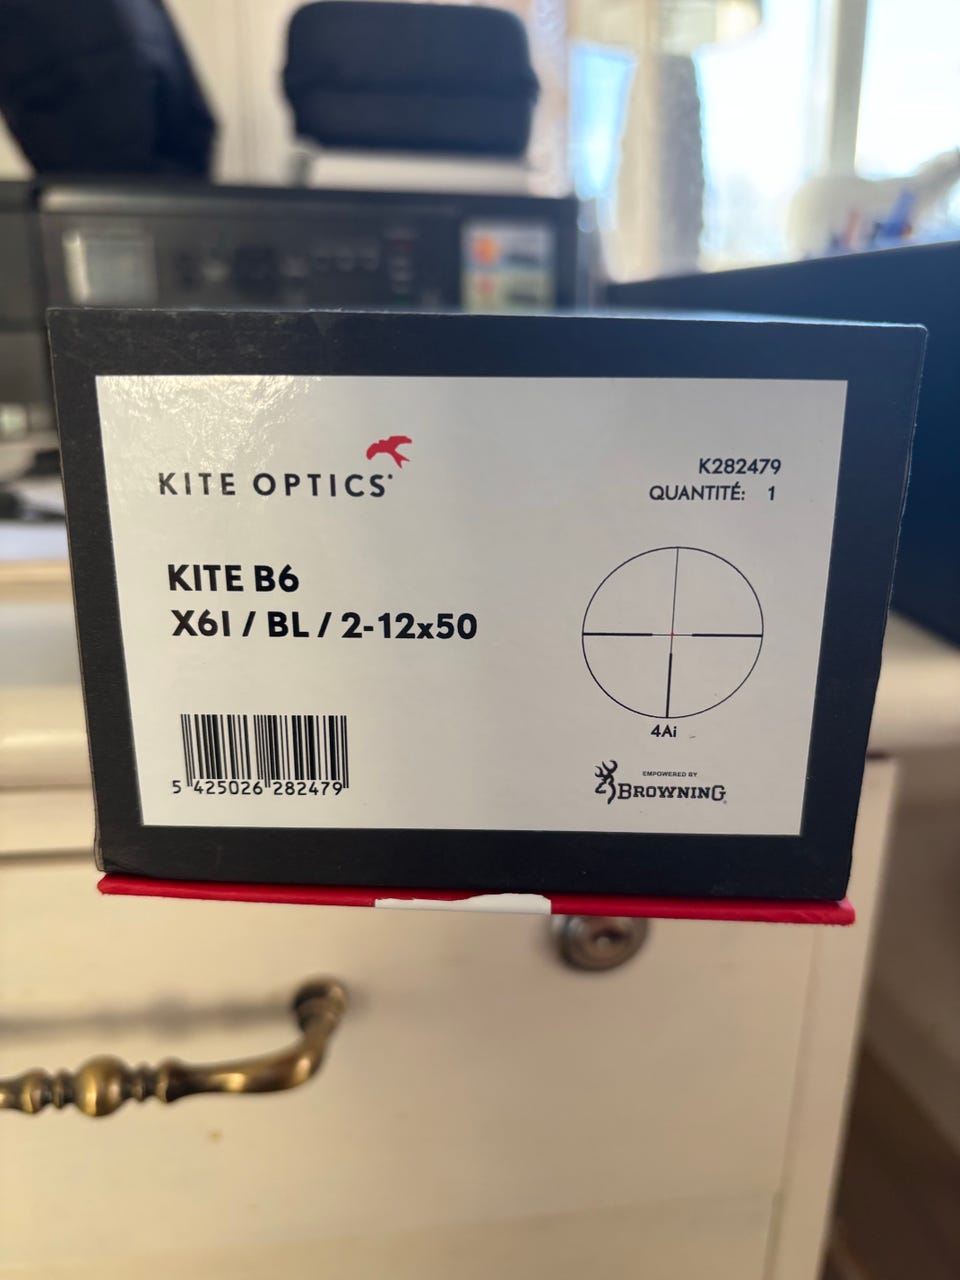 KITE OPTICS
K282479
QUANTITÉ: 1
KITE B6
X6I / BL / 2-12x50
4Ai
5 425026 282479
EMPOWERED BY
BROWNING